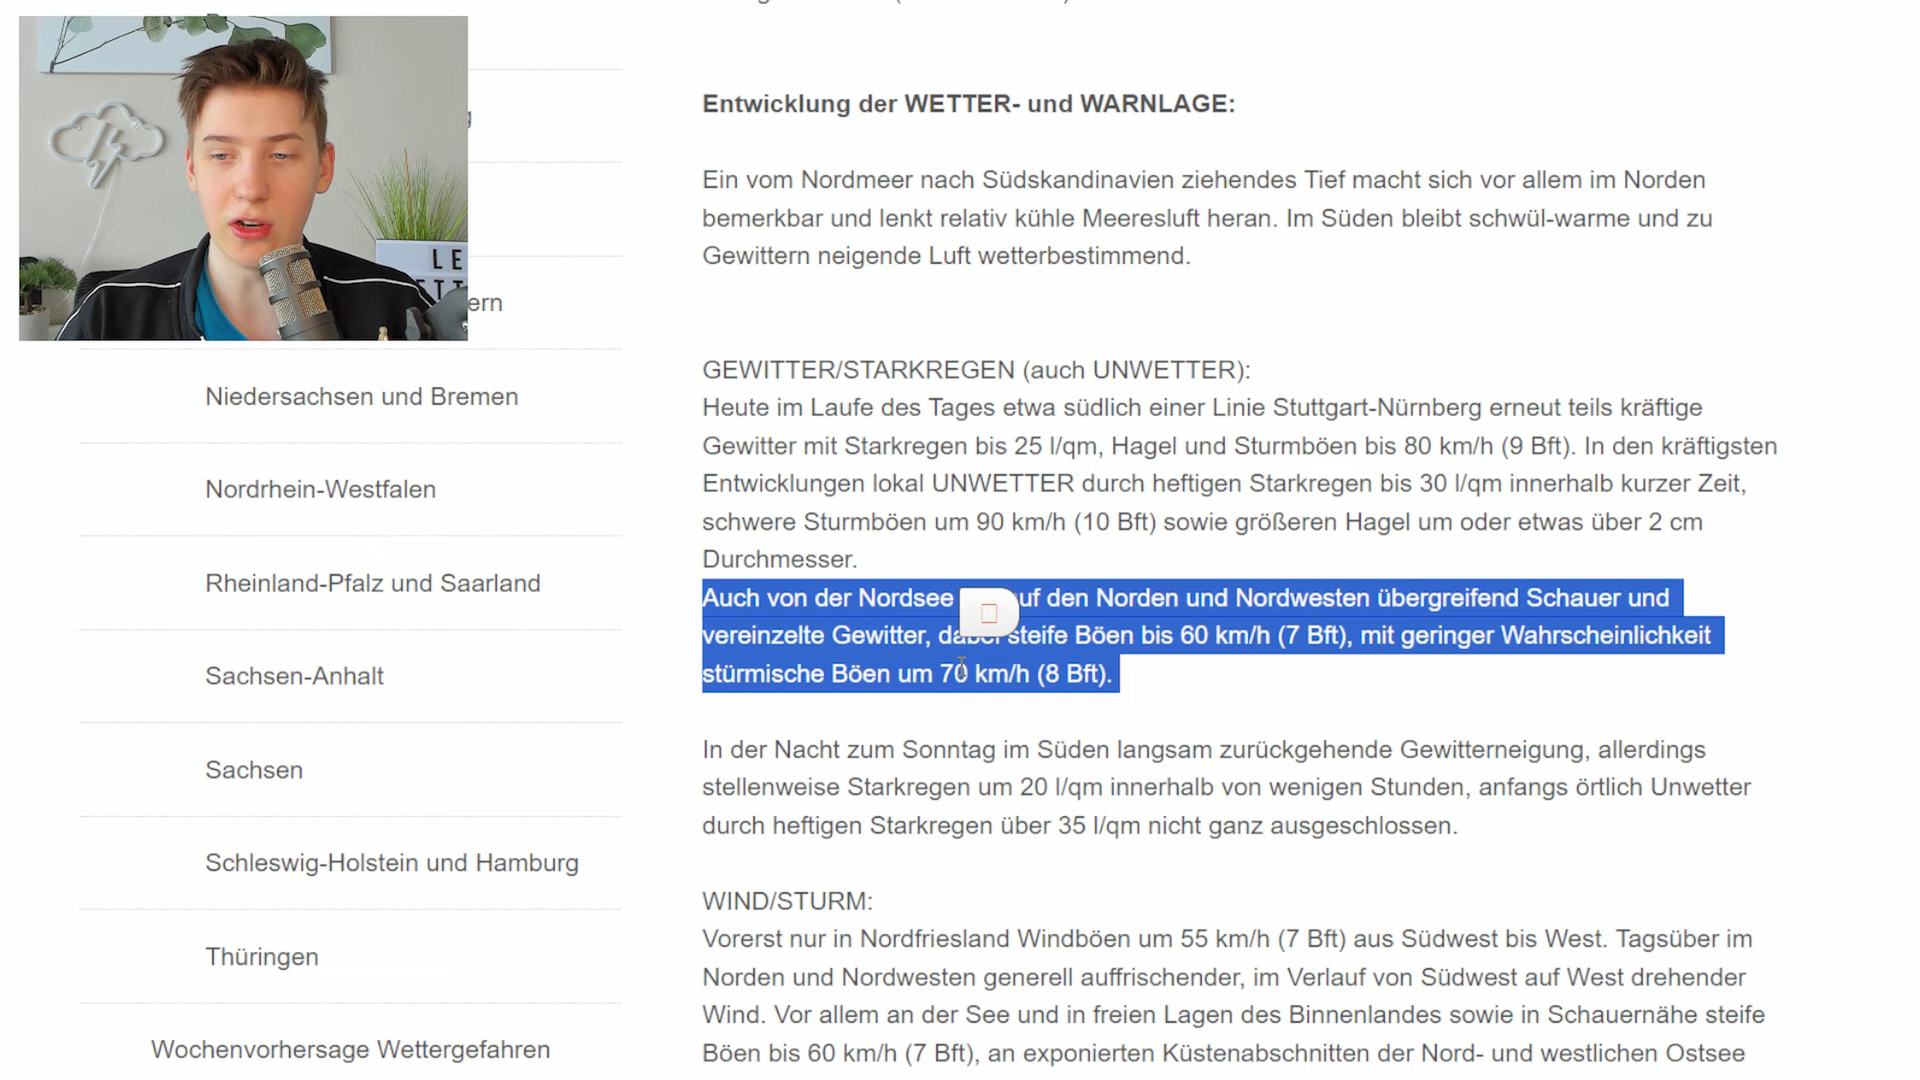 LE
ern
Niedersachsen und Bremen
Nordrhein-Westfalen
Rheinland-Pfalz und Saarland
Sachsen-Anhalt
Sachsen
Schleswig-Holstein und Hamburg
Thüringen
Wochenvorhersage Wettergefahren
Entwicklung der WETTER- und WARNLAGE:
Ein vom Nordmeer nach Südskandinavien ziehendes Tief macht sich vor allem im Norden
bemerkbar und lenkt relativ kühle Meeresluft heran. Im Süden bleibt schwül-warme und zu
Gewittern neigende Luft wetterbestimmend.
GEWITTER/STARKREGEN (auch UNWETTER):
Heute im Laufe des Tages etwa südlich einer Linie Stuttgart-Nürnberg erneut teils kräftige
Gewitter mit Starkregen bis 25 l/qm, Hagel und Sturmböen bis 80 km/h (9 Bft). In den kräftigsten
Entwicklungen lokal UNWETTER durch heftigen Starkregen bis 30 l/qm innerhalb kurzer Zeit,
schwere Sturmböen um 90 km/h (10 Bft) sowie größeren Hagel um oder etwas über 2 cm
Durchmesser.
Auch von der Nordsee auf den Norden und Nordwesten übergreifend Schauer und
vereinzelte Gewitter, dabei steife Böen bis 60 km/h (7 Bft), mit geringer Wahrscheinlichkeit
stürmische Böen um 70 km/h (8 Bft).
In der Nacht zum Sonntag im Süden langsam zurückgehende Gewitterneigung, allerdings
stellenweise Starkregen um 20 l/qm innerhalb von wenigen Stunden, anfangs örtlich Unwetter
durch heftigen Starkregen über 35 l/qm nicht ganz ausgeschlossen.
WIND/STURM:
Vorerst nur in Nordfriesland Windböen um 55 km/h (7 Bft) aus Südwest bis West. Tagsüber im
Norden und Nordwesten generell auffrischender, im Verlauf von Südwest auf West drehender
Wind. Vor allem an der See und in freien Lagen des Binnenlandes sowie in Schauernähe steife
Böen bis 60 km/h (7 Bft), an exponierten Küstenabschnitten der Nord- und westlichen Ostsee